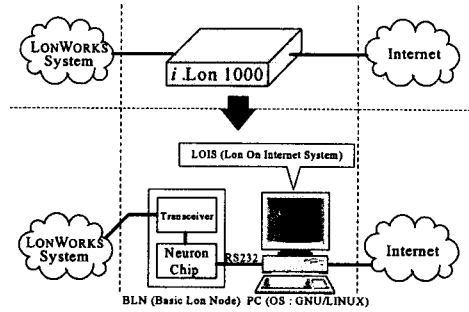 LONWORKS
System
i .Lon 1000
Internet
LOIS (Lon On Internet System)
Transceiver
Neuron
Chip
RS232
LONWORKS
System
Internet
BLN (Basic Lon Node) PC (OS : GNU/LINUX)